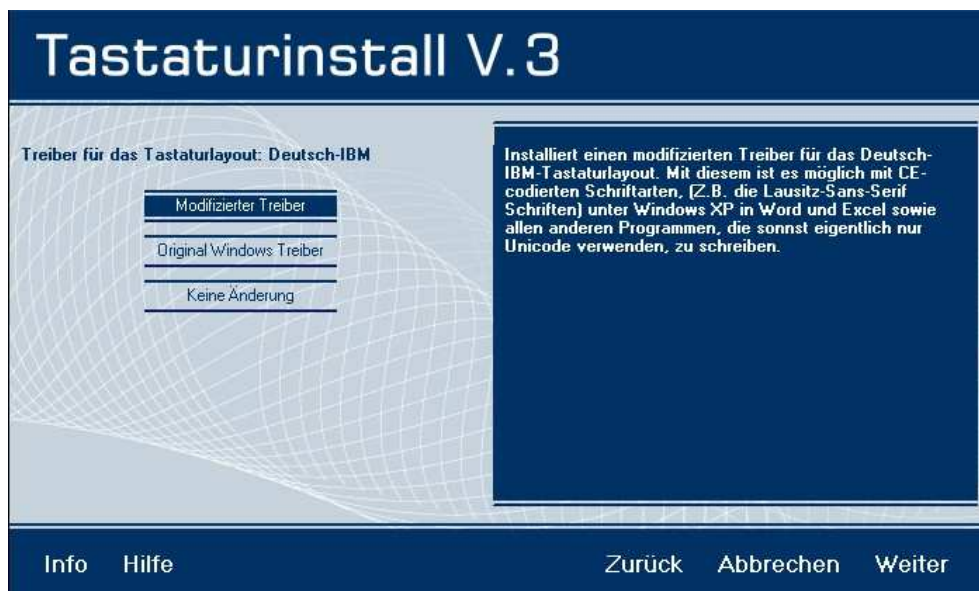 Tastaturinstall V.3
Treiber für das Tastaturlayout: Deutsch-IBM
Modifizierter Treiber
Original Windows Treiber
Keine Änderung
Installiert einen modifizierten Treiber für das Deutsch-
IBM-Tastaturlayout. Mit diesem ist es möglich mit CE-
codierten Schriftarten, (Z.B. die Lausitz-Sans-Serif
Schriften) unter Windows XP in Word und Excel sowie
allen anderen Programmen, die sonst eigentlich nur
Unicode verwenden, zu schreiben.
Info Hilfe Zurück Abbrechen Weiter